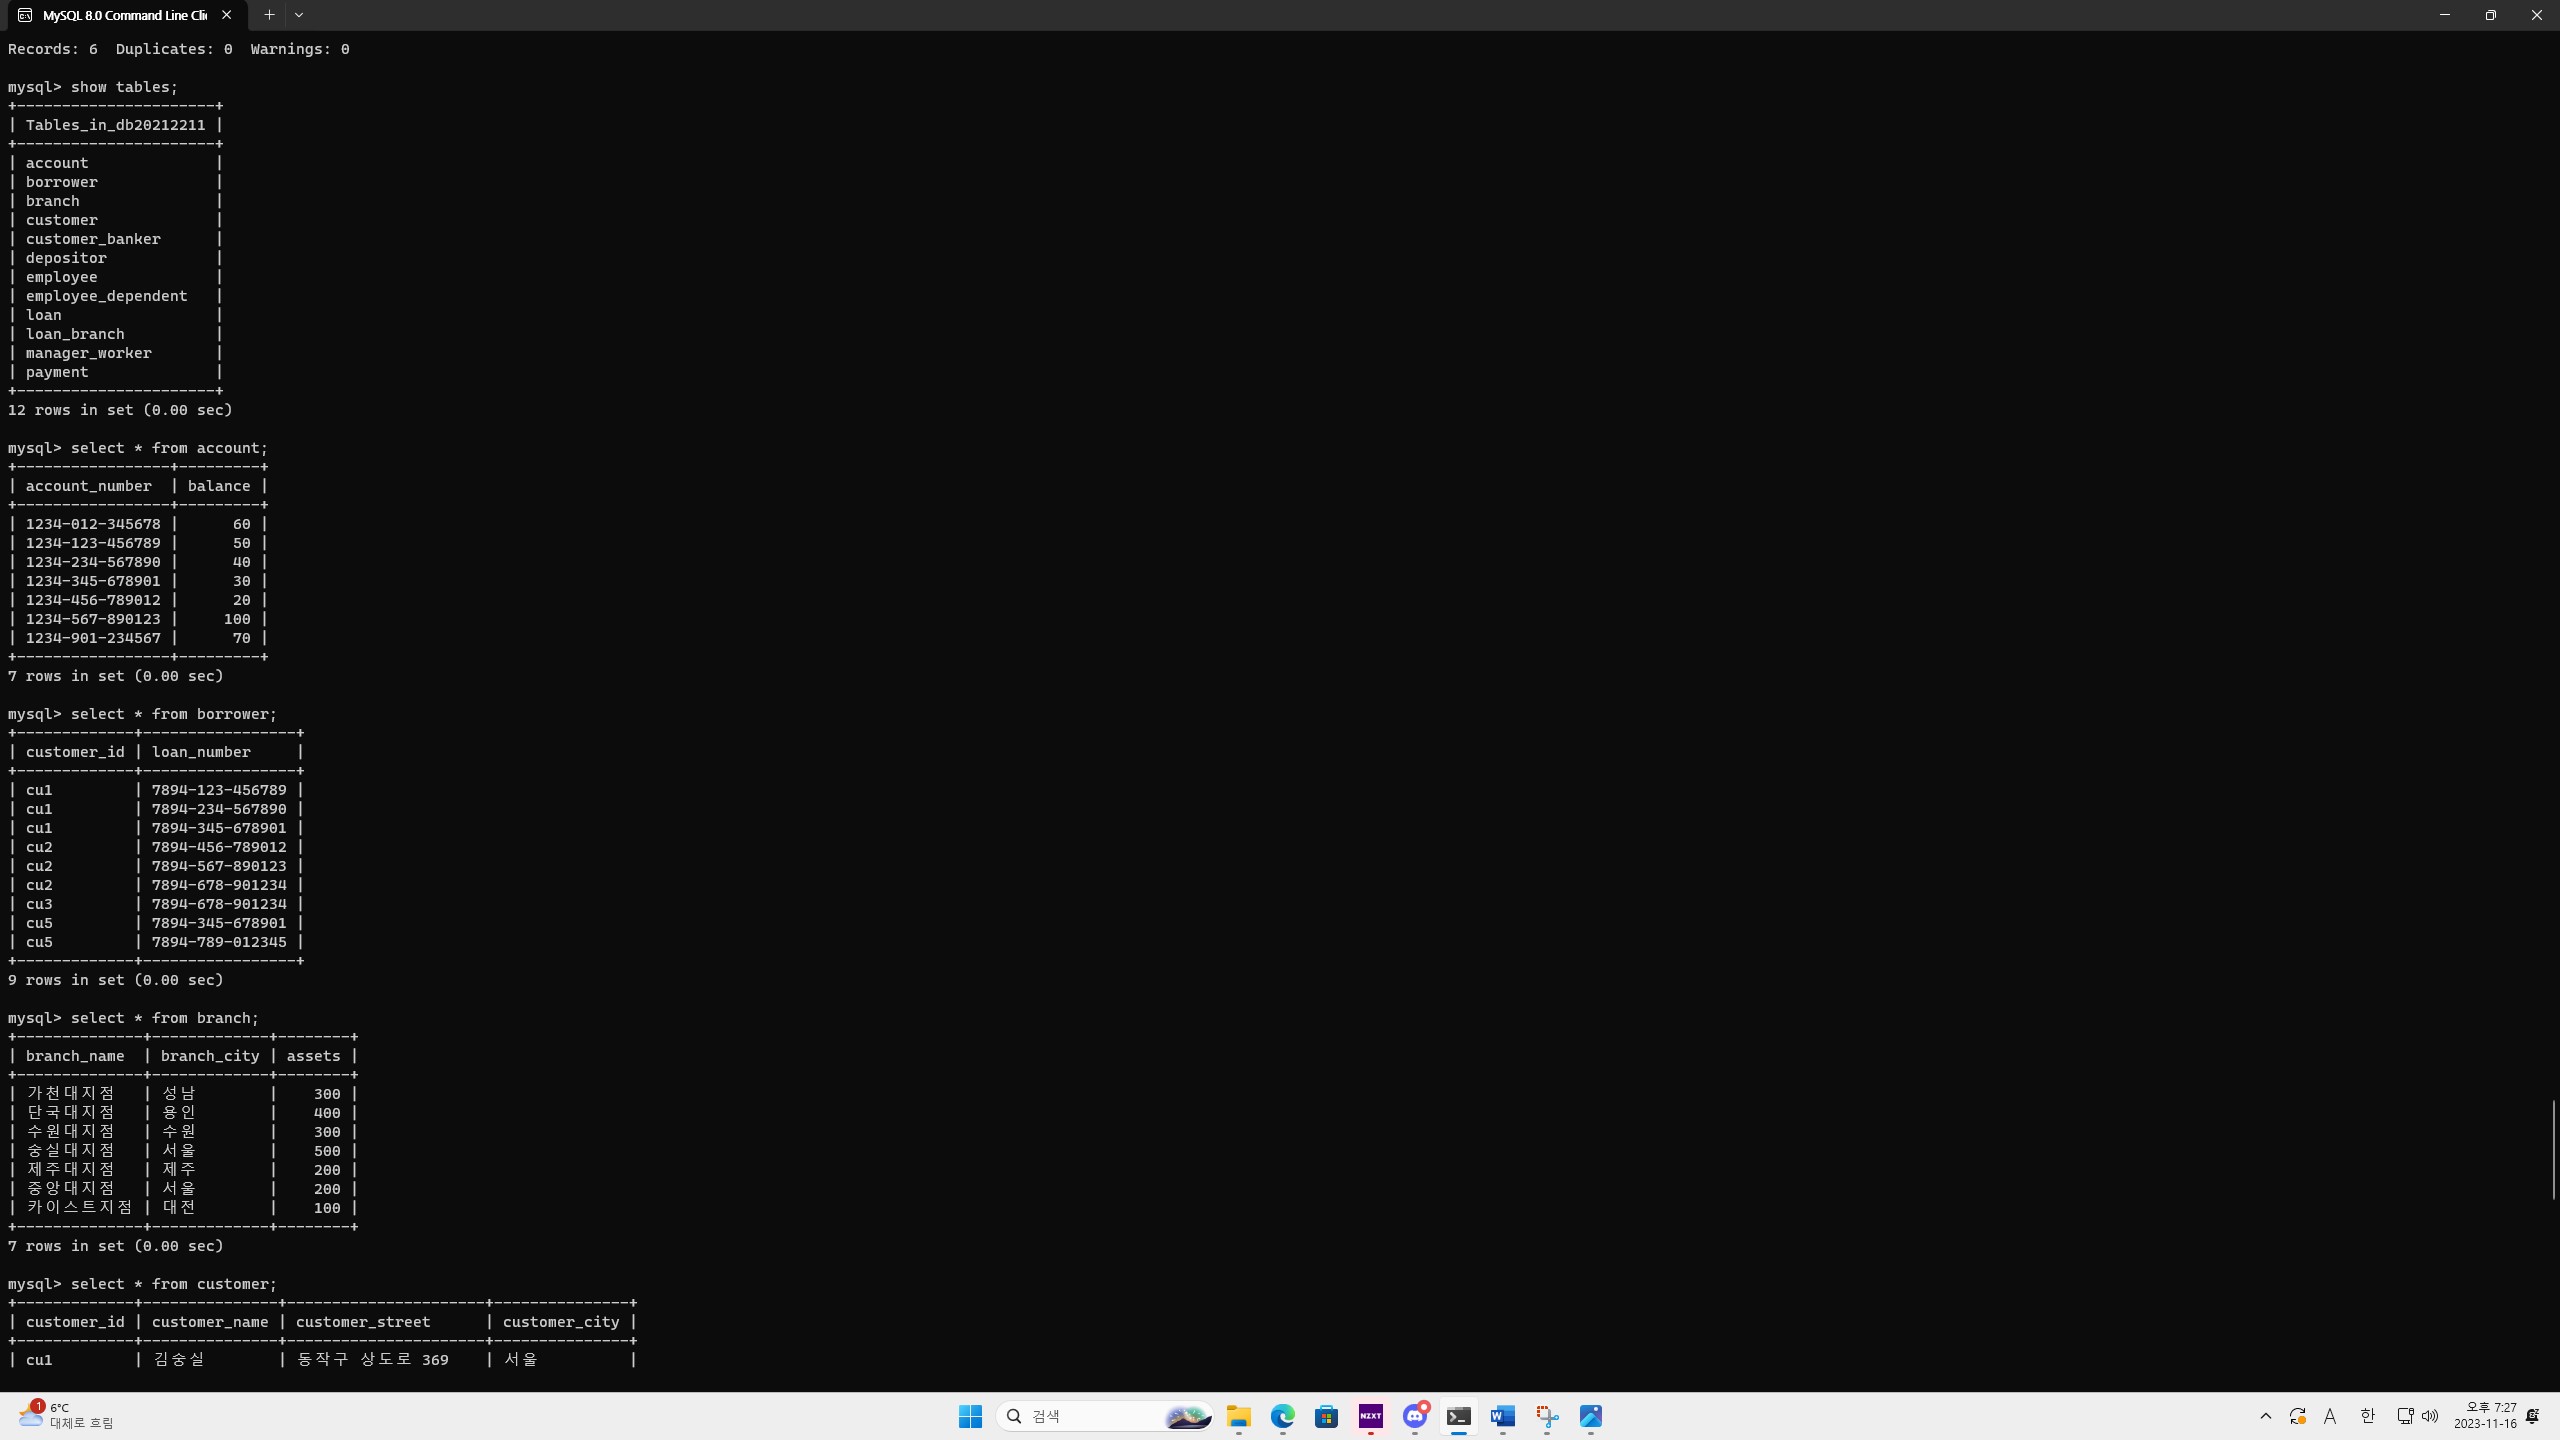 MySQL 8.0 Command Line Cli
Records: 6  Duplicates: 0  Warnings: 0
mysql> show tables;
+----------------------+
| Tables_in_db20212211 |
+----------------------+
| account              |
| borrower             |
| branch               |
| customer             |
| customer_banker      |
| depositor            |
| employee             |
| employee_dependent   |
| loan                 |
| loan_branch          |
| manager_worker       |
| payment              |
+----------------------+
12 rows in set (0.00 sec)
mysql> select * from account;
+-----------------+---------+
| account_number  | balance |
+-----------------+---------+
| 1234-012-345678 |      60 |
| 1234-123-456789 |      50 |
| 1234-234-567890 |      40 |
| 1234-345-678901 |      30 |
| 1234-456-789012 |      20 |
| 1234-567-890123 |     100 |
| 1234-901-234567 |      70 |
+-----------------+---------+
7 rows in set (0.00 sec)
mysql> select * from borrower;
+-------------+-----------------+
| customer_id | loan_number     |
+-------------+-----------------+
| cu1         | 7894-123-456789 |
| cu1         | 7894-234-567890 |
| cu1         | 7894-345-678901 |
| cu2         | 7894-456-789012 |
| cu2         | 7894-567-890123 |
| cu2         | 7894-678-901234 |
| cu3         | 7894-678-901234 |
| cu5         | 7894-345-678901 |
| cu5         | 7894-789-012345 |
+-------------+-----------------+
9 rows in set (0.00 sec)
mysql> select * from branch;
+--------------+-------------+--------+
| branch_name  | branch_city | assets |
+--------------+-------------+--------+
| 가천대지점   | 성남        |    300 |
| 단국대지점   | 용인        |    400 |
| 수원대지점   | 수원        |    300 |
| 숭실대지점   | 서울        |    500 |
| 제주대지점   | 제주        |    200 |
| 중앙대지점   | 서울        |    200 |
| 카이스트지점 | 대전        |    100 |
+--------------+-------------+--------+
7 rows in set (0.00 sec)
mysql> select * from customer;
+-------------+---------------+----------------------+---------------+
| customer_id | customer_name | customer_street      | customer_city |
+-------------+---------------+----------------------+---------------+
| cu1         | 김숭실        | 동작구 상도로 369    | 서울          |
1
6°C
대체로 흐림
검색
NZXT
A
한
오후 7:27
2023-11-16